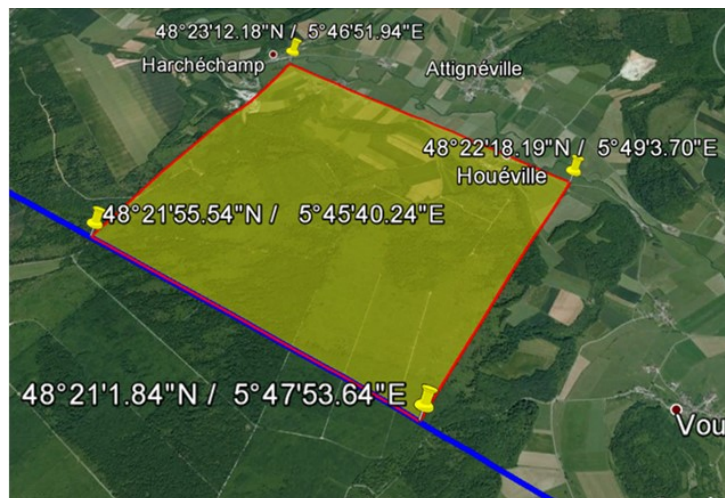 48°23'12.18"N / 5°46'51.94"E
Harchéchamp
Attignéville
48°22'18.19"N / 5°49'3.70"E
Houéville
48°21'55.54"N / 5°45'40.24"E
48°21'1.84"N / 5°47'53.64"E
Vou